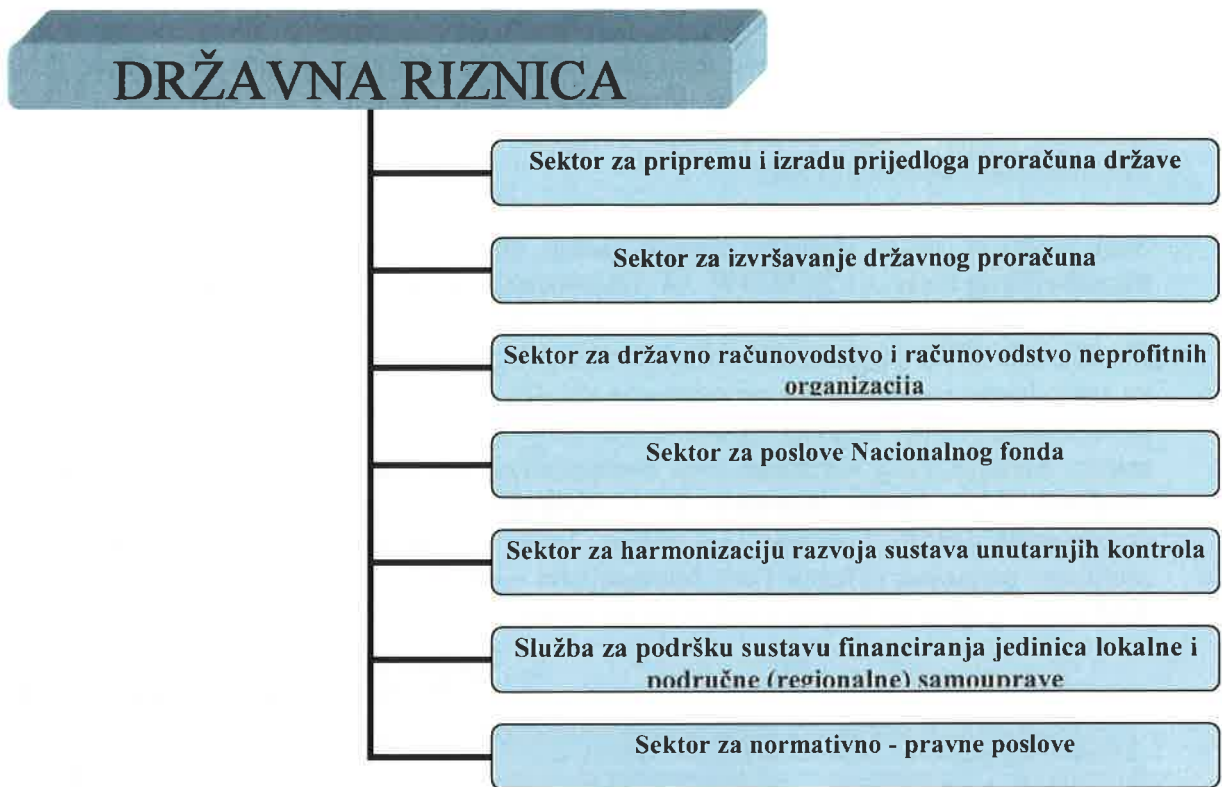 DRŽAVNA RIZNICA
Sektor za pripremu i izradu prijedloga proračuna države
Sektor za izvršavanje državnog proračuna
Sektor za državno računovodstvo i računovodstvo neprofitnih
organizacija
Sektor za poslove Nacionalnog fonda
Sektor za harmonizaciju razvoja sustava unutarnjih kontrola
Služba za podršku sustavu financiranja jedinica lokalne i
područne (regionalne) samouprave
Sektor za normativno - pravne poslove